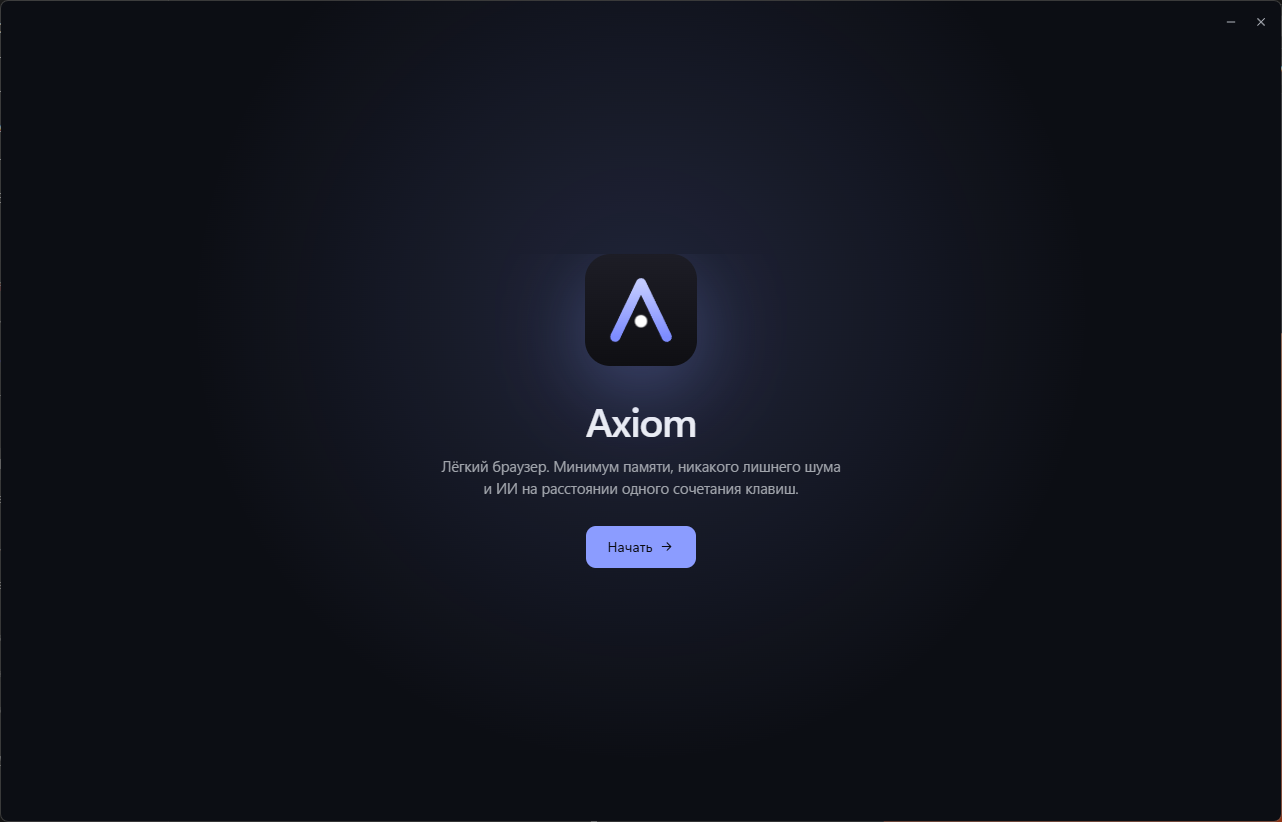 Axiom
Лёгкий браузер. Минимум памяти, никакого лишнего шума
и ИИ на расстоянии одного сочетания клавиш.
Начать →